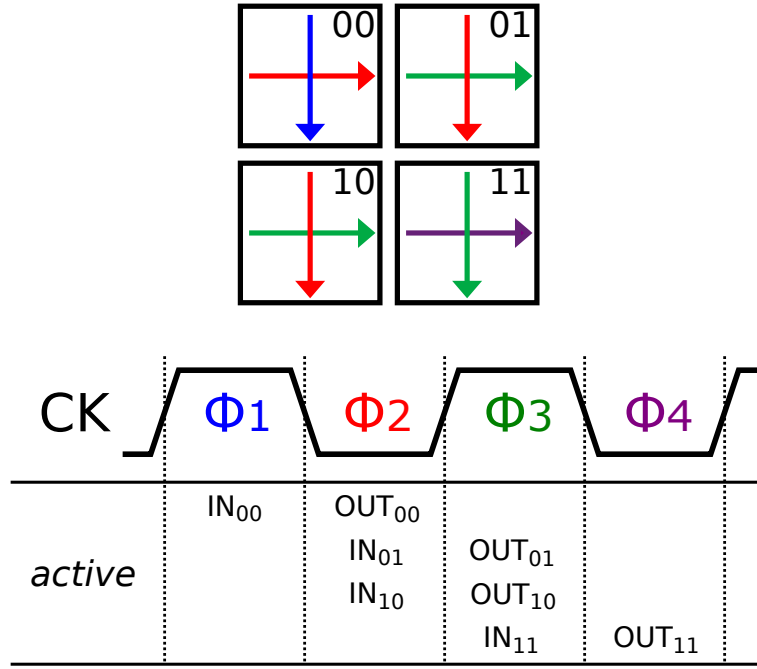 00 01
10 11
CK Φ1 Φ2 Φ3 Φ4
IN00 OUT00
active IN01 OUT01
IN10 OUT10
IN11 OUT11